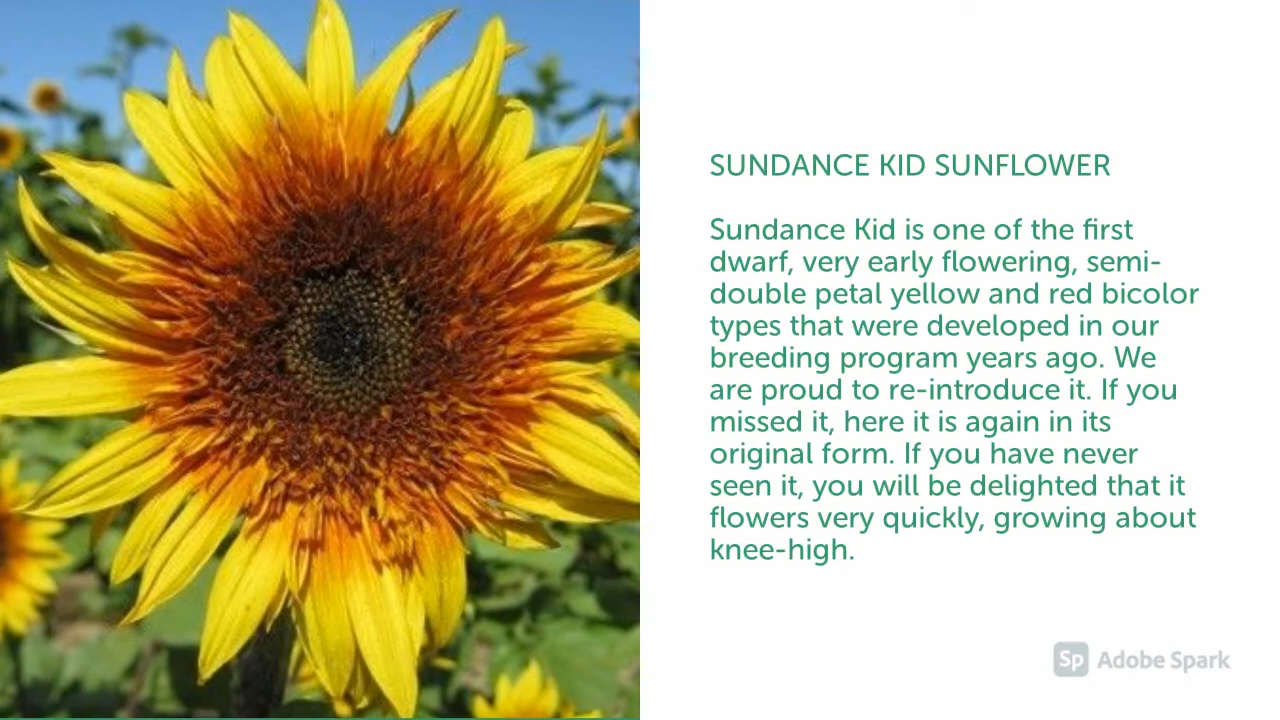 SUNDANCE KID SUNFLOWER
Sundance Kid is one of the first
dwarf, very early flowering, semi-
double petal yellow and red bicolor
types that were developed in our
breeding program years ago. We
are proud to re-introduce it. If you
missed it, here it is again in its
original form. If you have never
seen it, you will be delighted that it
flowers very quickly, growing about
knee-high.
Sp Adobe Spark